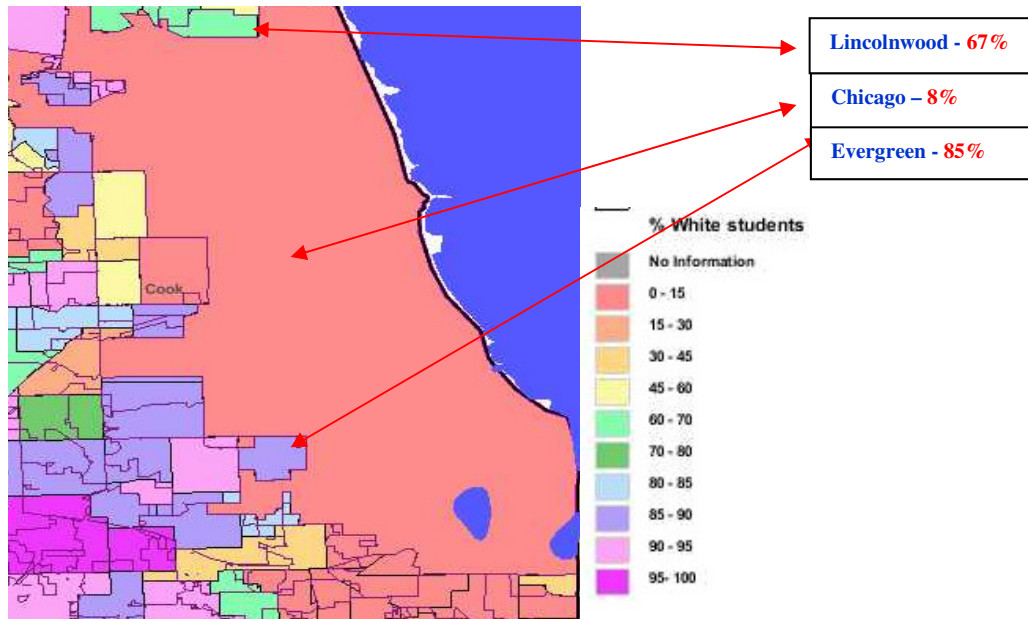 Lincolnwood - 67%
Chicago – 8%
Evergreen - 85%
Cook
% White students
No Information
0 - 15
15 - 30
30 - 45
45 - 60
60 - 70
70 - 80
80 - 85
85 - 90
90 - 95
95- 100